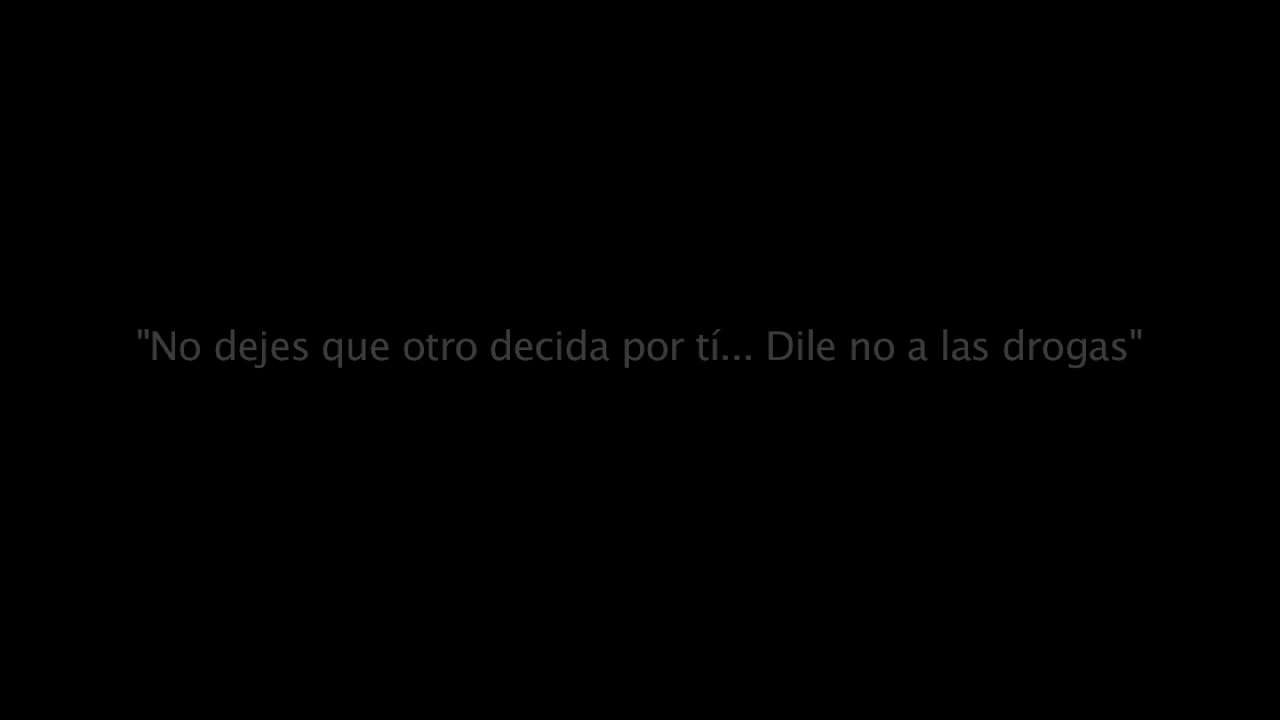 "No dejes que otro decida por tí... Dile no a las drogas"